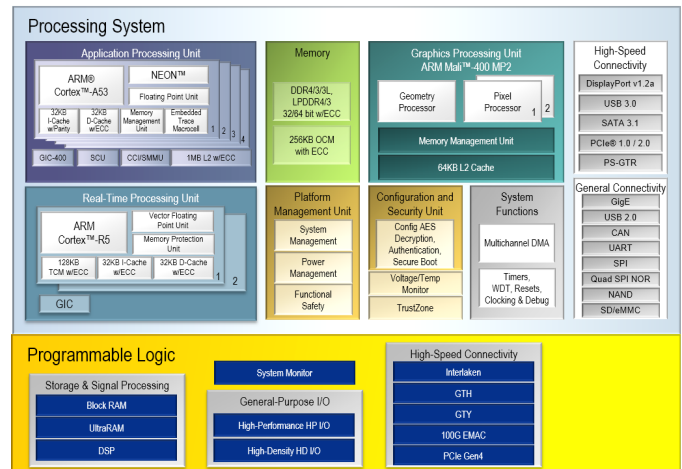 Processing System
Application Processing Unit
ARM®
Cortex™-A53
NEON™
Floating Point Unit
32KB
I-Cache
w/Parity
32KB
D-Cache
w/ECC
Memory
Management
Unit
Embedded
Trace
Macrocell
1
2
3
4
GIC-400
SCU
CCI/SMMU
1MB L2 w/ECC
Memory
DDR4/3/3L,
LPDDR4/3
32/64 bit w/ECC
256KB OCM
with ECC
Graphics Processing Unit
ARM Mali™-400 MP2
Geometry
Processor
Pixel
Processor
1
2
Memory Management Unit
64KB L2 Cache
High-Speed
Connectivity
DisplayPort v1.2a
USB 3.0
SATA 3.1
PCIe® 1.0 / 2.0
PS-GTR
Real-Time Processing Unit
ARM
Cortex™-R5
Vector Floating
Point Unit
Memory Protection
Unit
128KB
TCM w/ECC
32KB I-Cache
w/ECC
32KB D-Cache
w/ECC
1
2
GIC
Platform
Management Unit
System
Management
Power
Management
Functional
Safety
Configuration and
Security Unit
Config AES
Decryption,
Authentication,
Secure Boot
Voltage/Temp
Monitor
TrustZone
System
Functions
Multichannel DMA
Timers,
WDT, Resets,
Clocking & Debug
General Connectivity
GigE
USB 2.0
CAN
UART
SPI
Quad SPI NOR
NAND
SD/eMMC
Programmable Logic
Storage & Signal Processing
Block RAM
UltraRAM
DSP
System Monitor
General-Purpose I/O
High-Performance HP I/O
High-Density HD I/O
High-Speed Connectivity
Interlaken
GTH
GTY
100G EMAC
PCIe Gen4